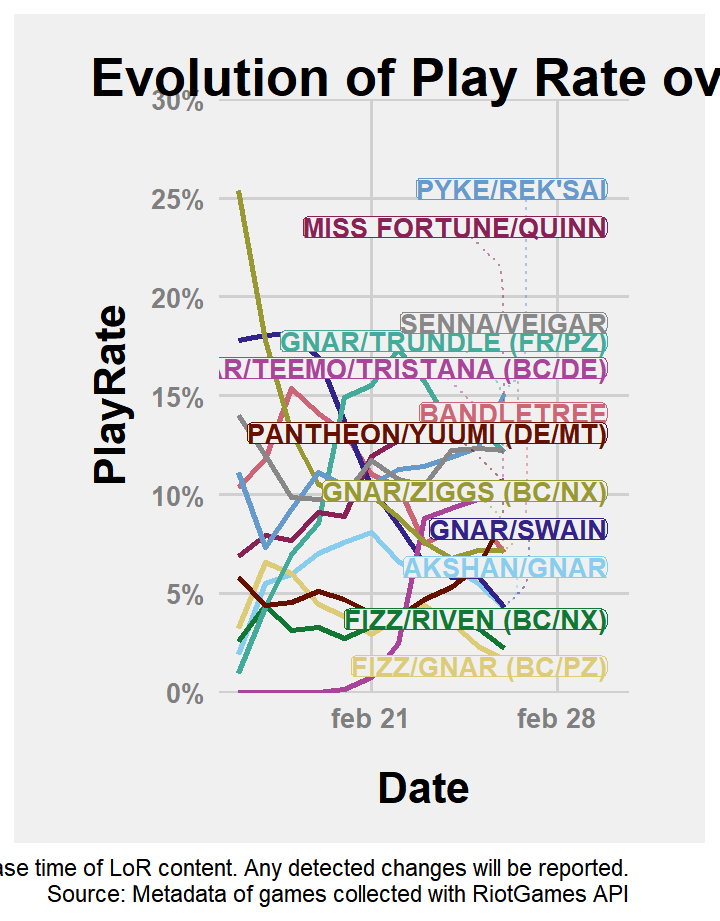 Evolution of Play Rate ov
30%
25%
20%
15%
10%
5%
0%
PlayRate
PYKE/REK'SAI
MISS FORTUNE/QUINN
SENNA/VEIGAR
GNAR/TRUNDLE (FR/PZ)
AR/TEEMO/TRISTANA (BC/DE)
BANDLETREE
PANTHEON/YUUMI (DE/MT)
GNAR/ZIGGS (BC/NX)
GNAR/SWAIN
AKSHAN/GNAR
FIZZ/RIVEN (BC/NX)
FIZZ/GNAR (BC/PZ)
feb 21
feb 28
Date
ase time of LoR content. Any detected changes will be reported.
Source: Metadata of games collected with RiotGames API